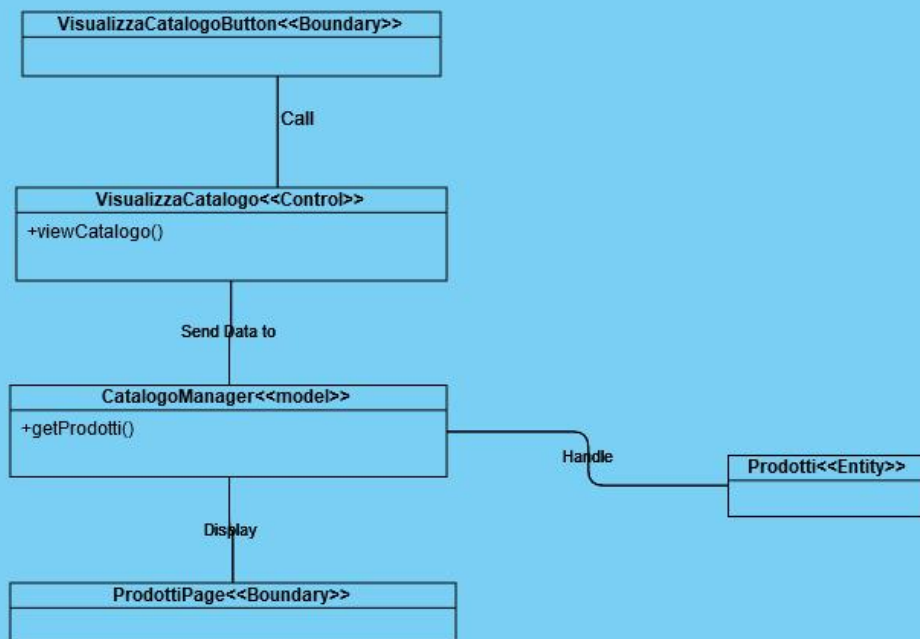 VisualizzaCatalogoButton<<Boundary>>
Call
VisualizzaCatalogo<<Control>>
+viewCatalogo()
Send Data to
CatalogoManager<<model>>
+getProdotti()
Handle
Prodotti<<Entity>>
Display
ProdottiPage<<Boundary>>